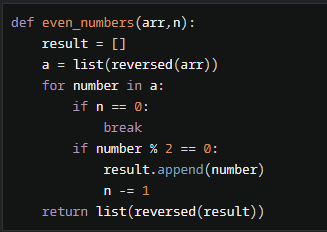 def even_numbers(arr,n):
    result = []
    a = list(reversed(arr))
    for number in a:
        if n == 0:
            break
        if number % 2 == 0:
            result.append(number)
            n -= 1
    return list(reversed(result))